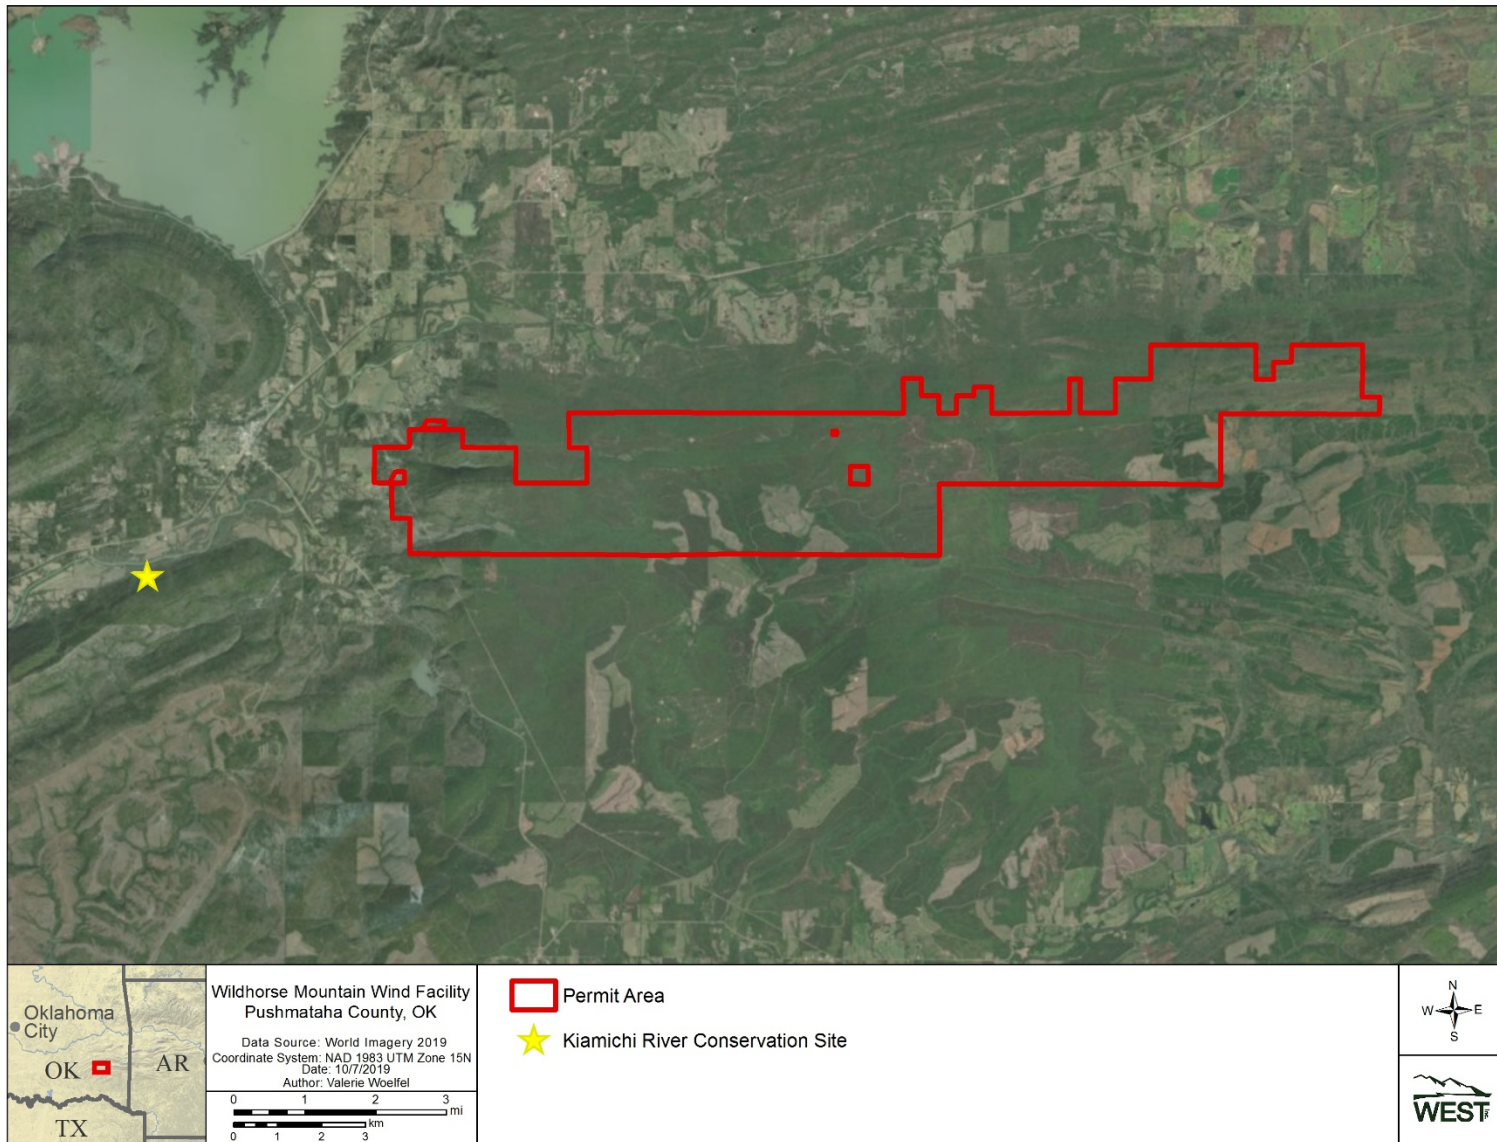 Oklahoma
City
OK
AR
TX
Wildhorse Mountain Wind Facility
Pushmataha County, OK
Data Source: World Imagery 2019
Coordinate System: NAD 1983 UTM Zone 15N
Date: 10/7/2019
Author: Valerie Woelfel
0 1 2 3
mi
km
0 1 2 3
Permit Area
Kiamichi River Conservation Site
N
W E
S
WEST